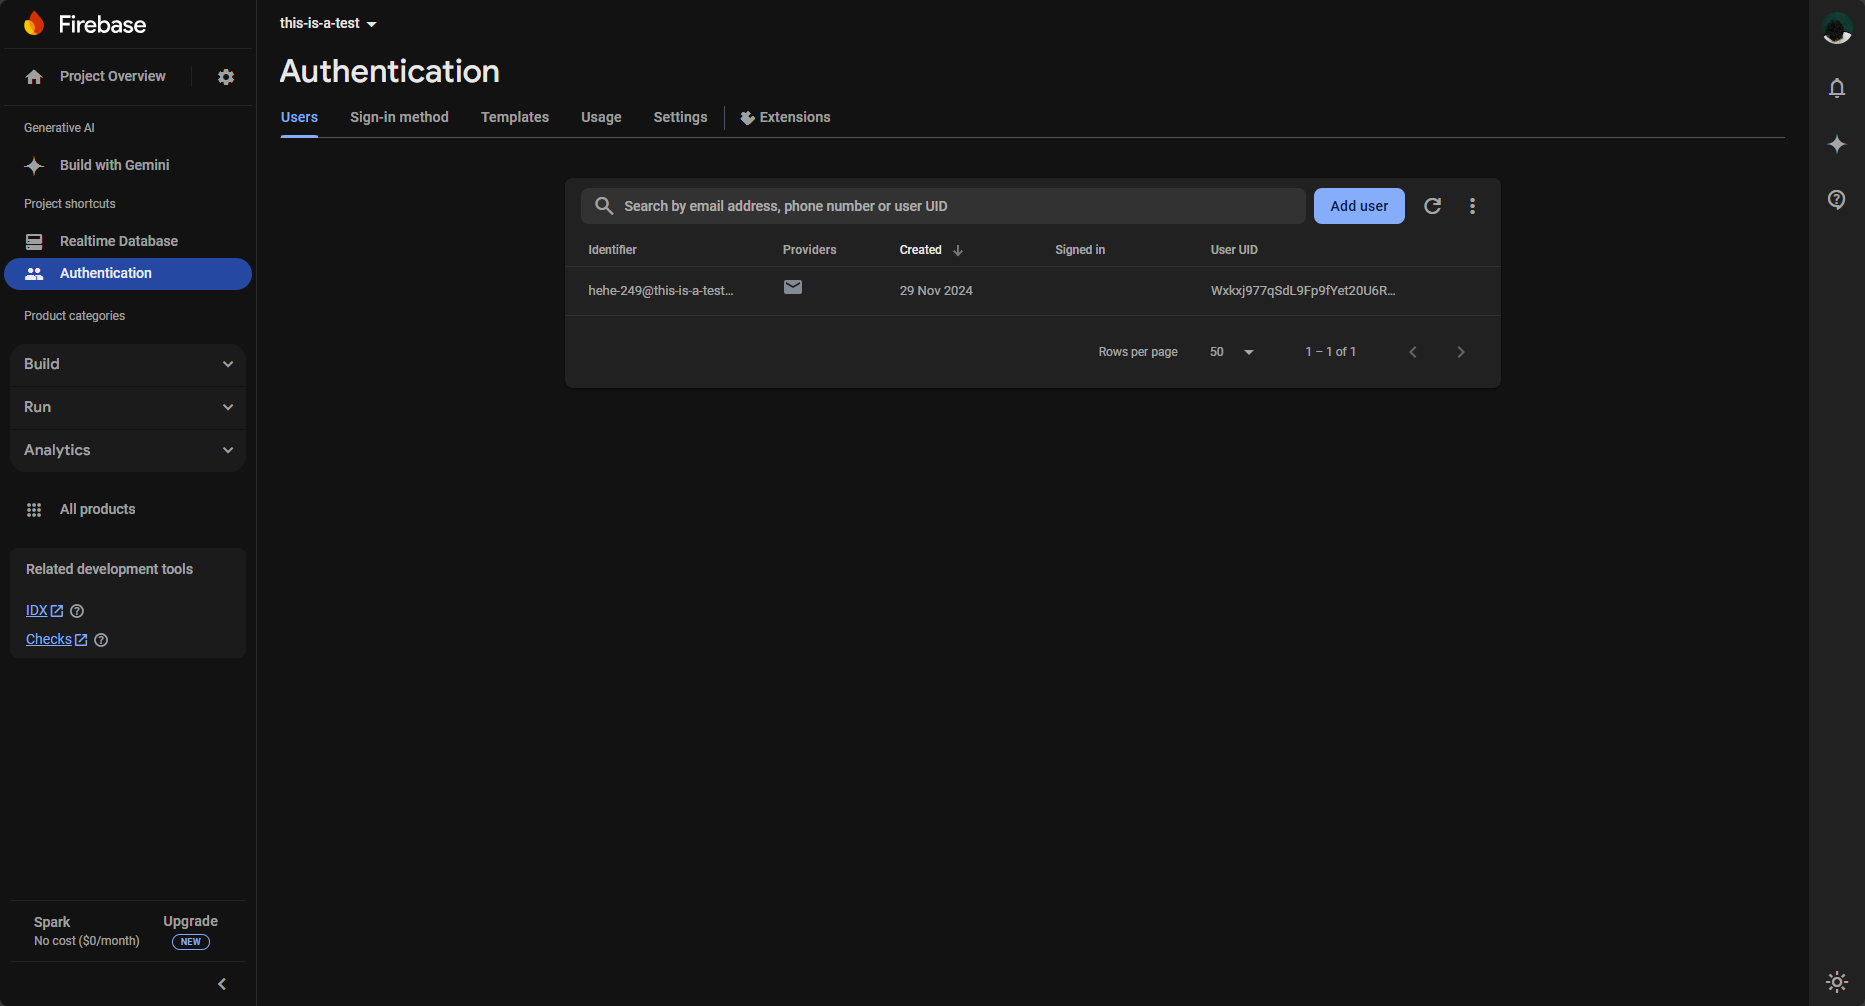 Firebase
Project Overview
Generative AI
Build with Gemini
Project shortcuts
Realtime Database
Authentication
Product categories
Build
Run
Analytics
All products
Related development tools
IDX
Checks
Spark
No cost ($0/month)
Upgrade
NEW
this-is-a-test
Authentication
Users Sign-in method Templates Usage Settings Extensions
Search by email address, phone number or user UID
Add user
Identifier Providers Created Signed in User UID
hehe-249@this-is-a-test... 29 Nov 2024 Wxkxj977qSdL9Fp9fYet20U6R...
Rows per page 50 1 – 1 of 1